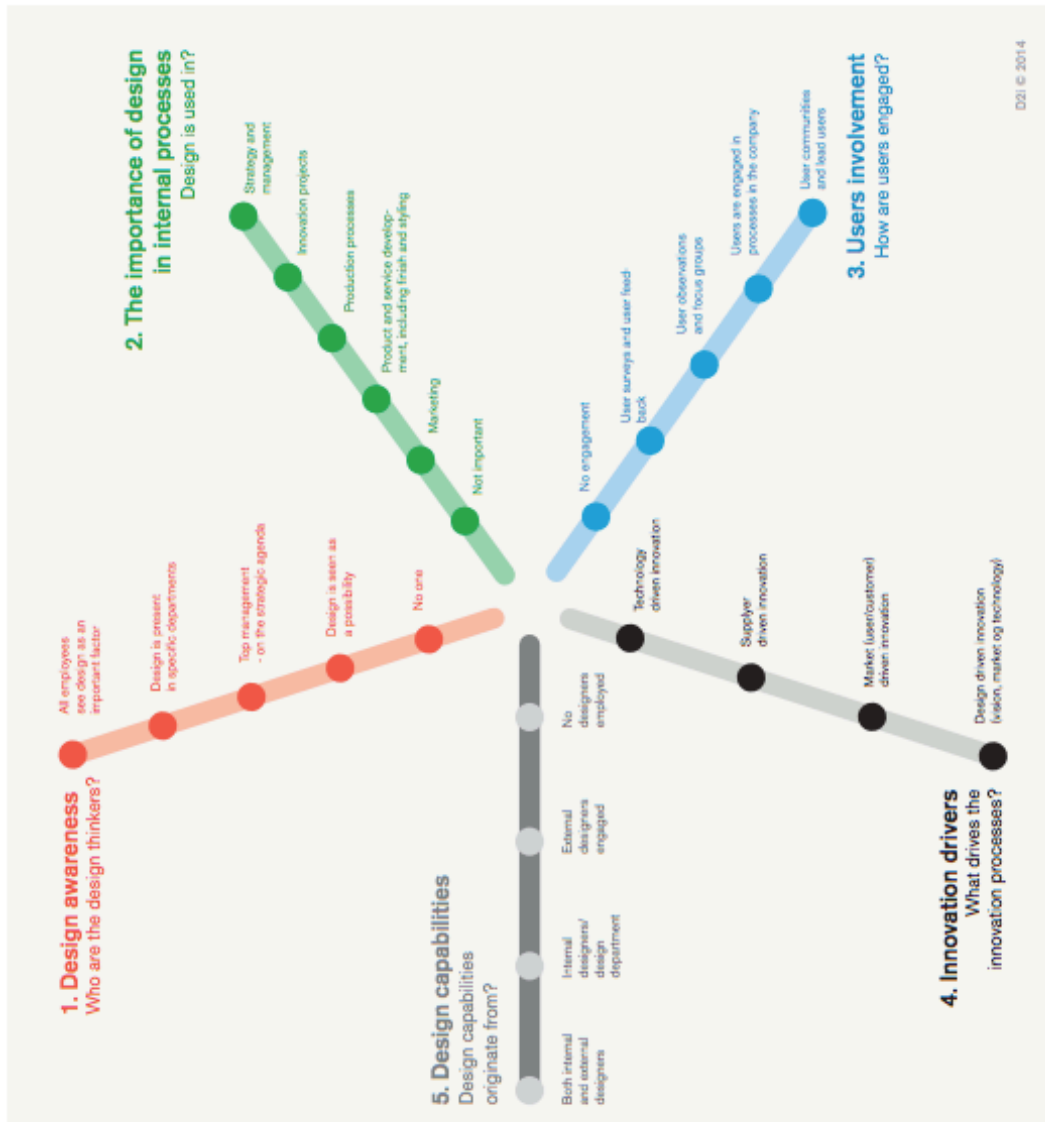 1. Design awareness
Who are the design thinkers?
All employees
see design as an
important factor
Design is present
in specific departments
Top management
- on the strategic agenda
Design is seen as
a possibility
No one
2. The importance of design
in internal processes
Design is used in?
Strategy and
management
Innovation projects
Production processes
Product and service develop-
ment, including finish and styling
Marketing
Not important
3. Users involvement
How are users engaged?
User communities
and lead users
Users are engaged in
processes in the company
User observations
and focus groups
User surveys and user feed-
back
No engagement
4. Innovation drivers
What drives the
innovation processes?
Technology
driven innovation
Supplyer
driven innovation
Market (user/customer)
driven innovation
Design driven innovation
(vision, market og technology)
5. Design capabilities
Design capabilities
originate from?
Both internal
and external
designers
Internal
designers/
design
department
External
designers
engaged
No
designers
employed
D2i © 2014